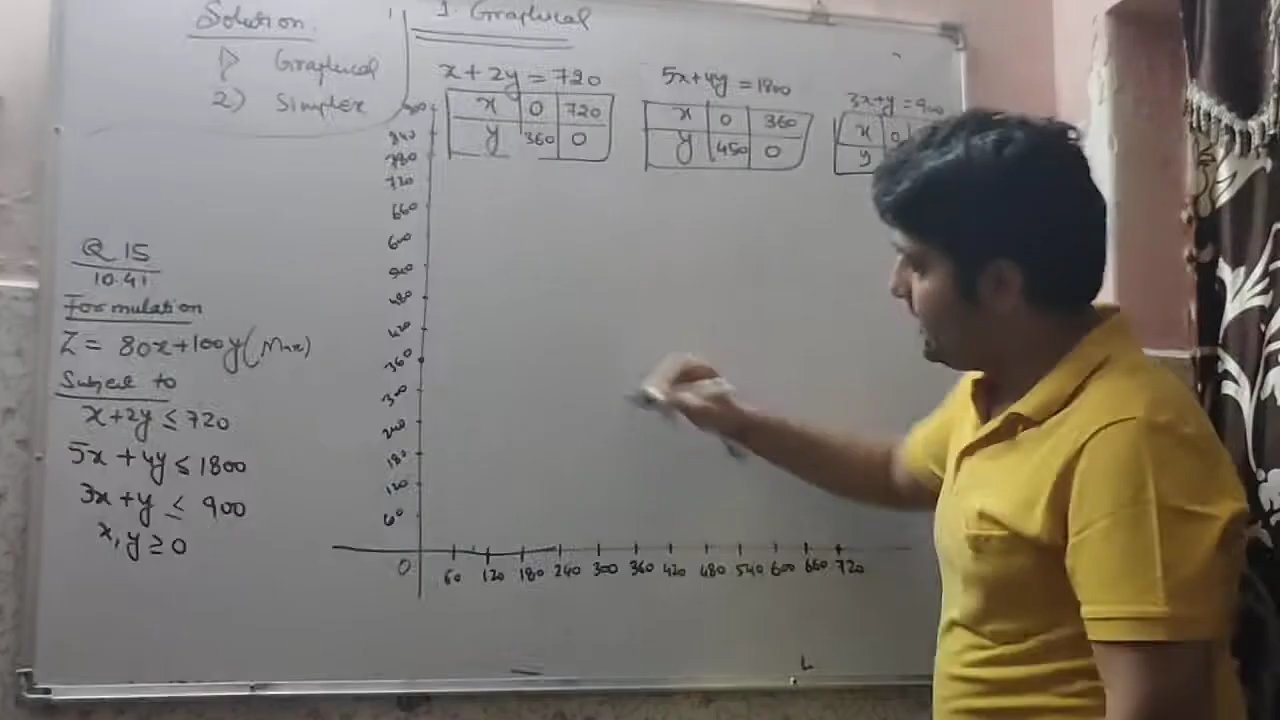 Solution
1) Graphical
2) Simplex
1. Graphical
x + 2y = 720
x 0 720
y 360 0
5x+4y = 1800
x 0 360
y 450 0
3x+y = 900
x 0
y
Q 15
10.41
Formulation
Z = 80x+100y (Max)
Subject to
x+2y ≤ 720
5x + 4y ≤ 1800
3x + y ≤ 900
x, y ≥ 0
840
780
720
660
600
540
480
420
360
300
240
180
120
60
0 60 120 180 240 300 360 420 480 540 600 660 720